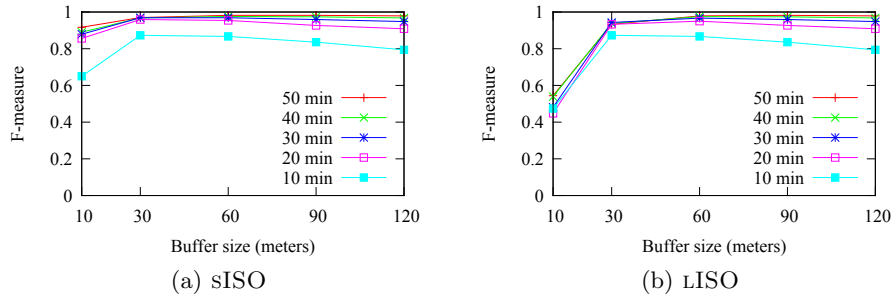 1
0.8
0.6
0.4
0.2
0
F-measure
50 min
40 min
30 min
20 min
10 min
10 30 60 90 120
Buffer size (meters)
(a) sISO
1
0.8
0.6
0.4
0.2
0
F-measure
50 min
40 min
30 min
20 min
10 min
10 30 60 90 120
Buffer size (meters)
(b) LISO